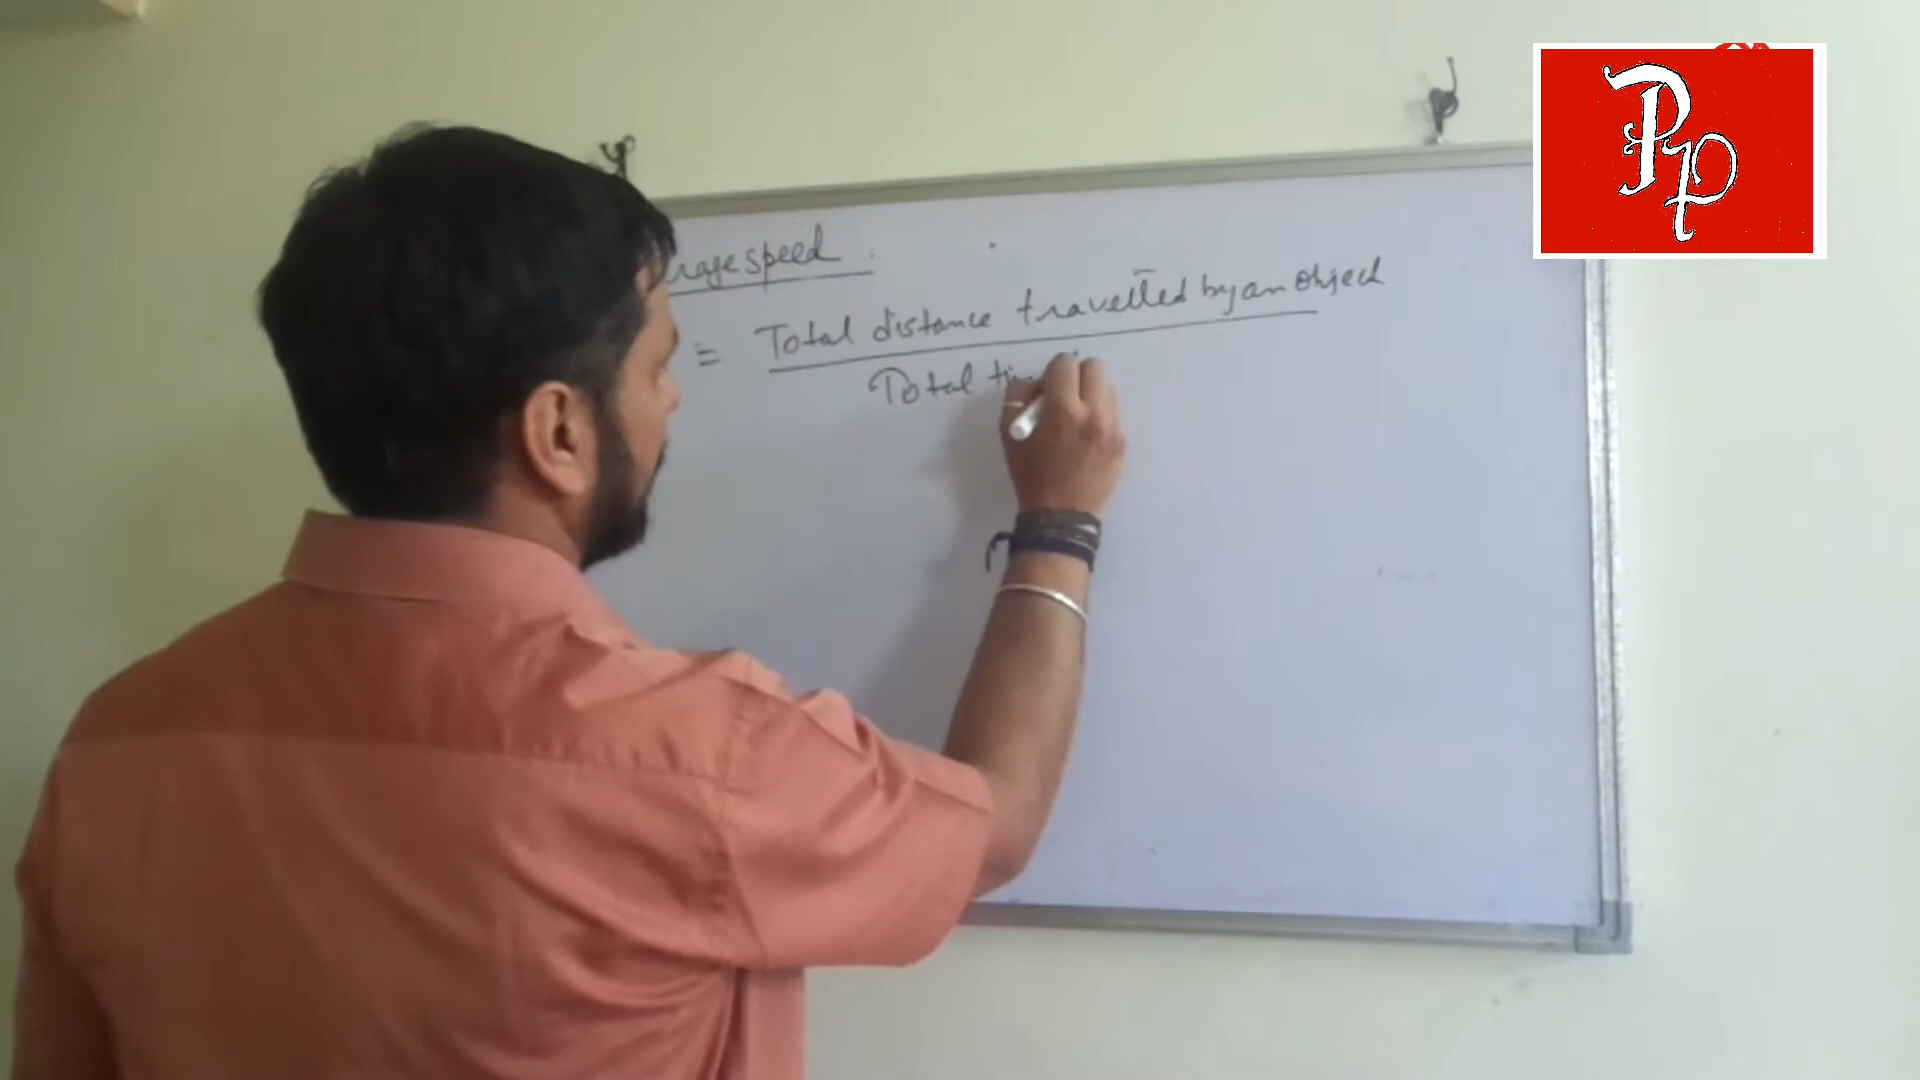 speed
= Total distance travelled by an object
Total
Pp